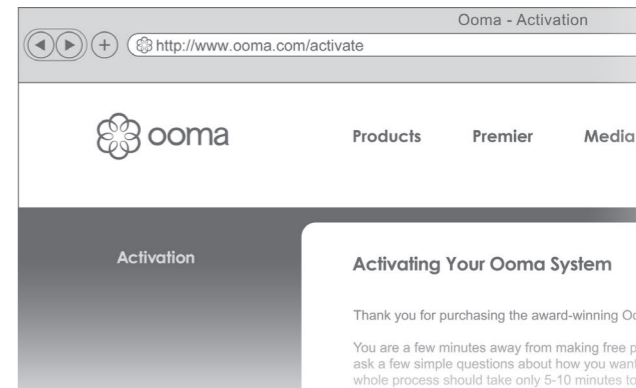 Ooma - Activation
http://www.ooma.com/activate
ooma
Products Premier Media
Activation
Activating Your Ooma System
Thank you for purchasing the award-winning
You are a few minutes away from making free
ask a few simple questions about how you want
whole process should take only 5-10 minutes to